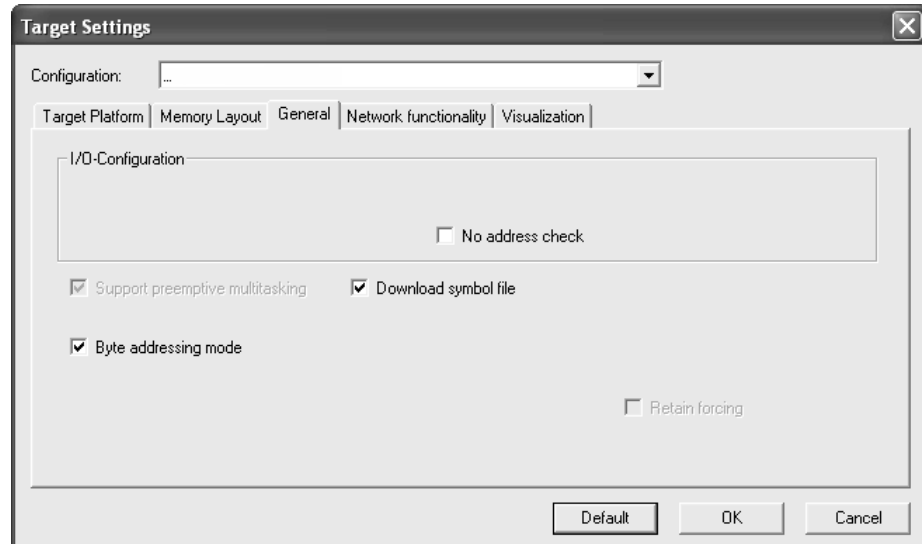 Target Settings
Configuration: ...
Target Platform Memory Layout General Network functionality Visualization
I/O-Configuration
No address check
Support preemptive multitasking Download symbol file
Byte addressing mode
Retain forcing
Default OK Cancel